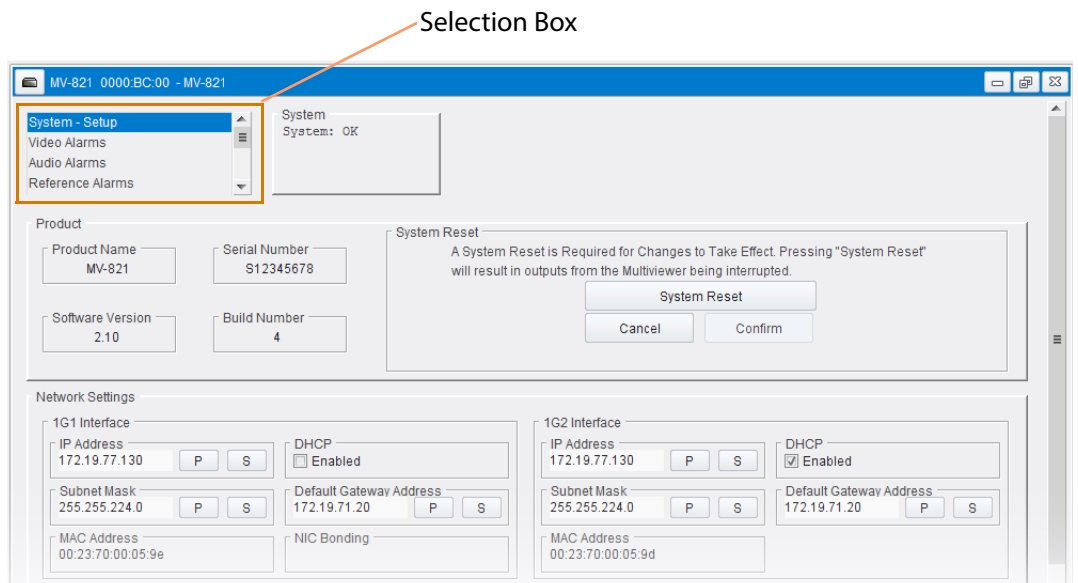 Selection Box
MV-821 0000:BC:00 - MV-821
System - Setup
Video Alarms
Audio Alarms
Reference Alarms
System
System: OK
Product
Product Name
MV-821
Serial Number
S12345678
Software Version
2.10
Build Number
4
System Reset
A System Reset is Required for Changes to Take Effect. Pressing "System Reset"
will result in outputs from the Multiviewer being interrupted.
System Reset
Cancel
Confirm
Network Settings
1G1 Interface
IP Address
172.19.77.130 P S
DHCP
Enabled
Subnet Mask
255.255.224.0 P S
Default Gateway Address
172.19.71.20 P S
MAC Address
00:23:70:00:05:9e
NIC Bonding
1G2 Interface
IP Address
172.19.77.130 P S
DHCP
Enabled
Subnet Mask
255.255.224.0 P S
Default Gateway Address
172.19.71.20 P S
MAC Address
00:23:70:00:05:9d